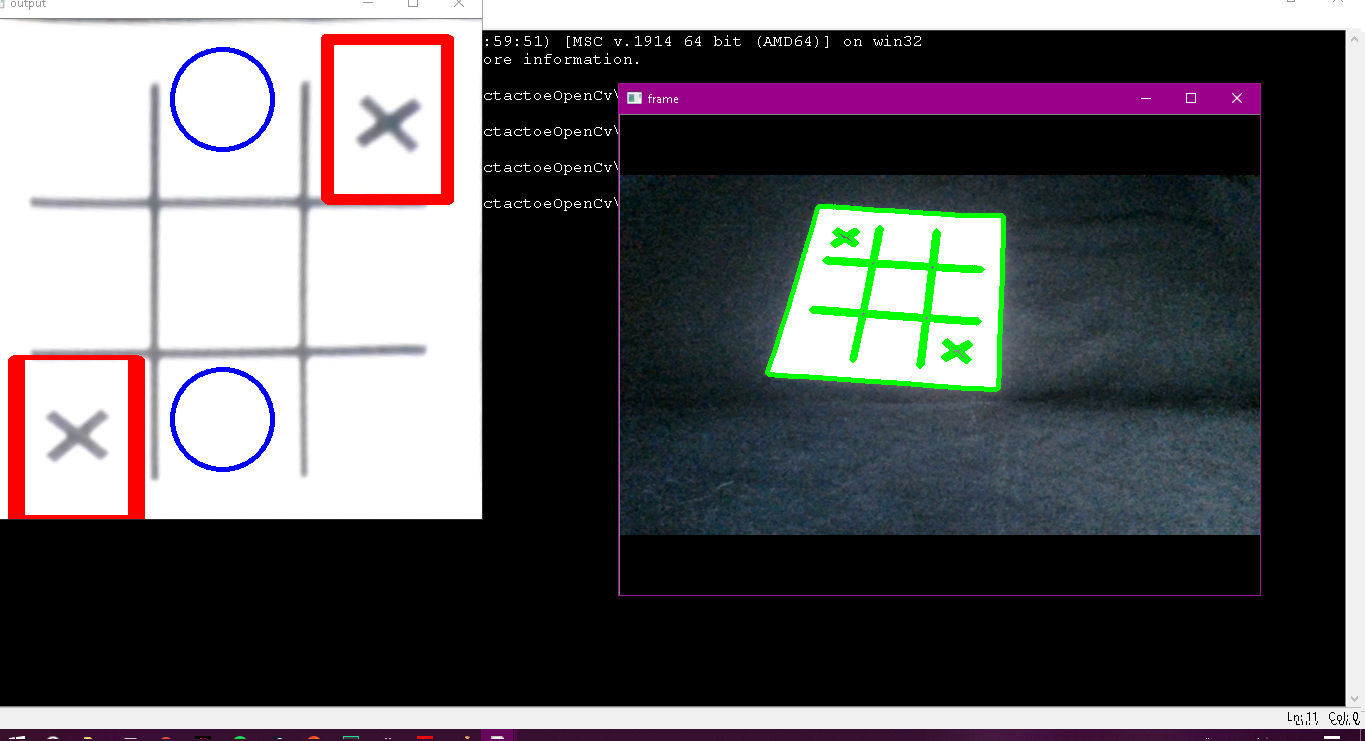 output
:59:51) [MSC v.1914 64 bit (AMD64)] on win32
ore information.
ctactoeOpenCv\
ctactoeOpenCv\
ctactoeOpenCv\
ctactoeOpenCv\
frame
Ln: 11 Col: 0